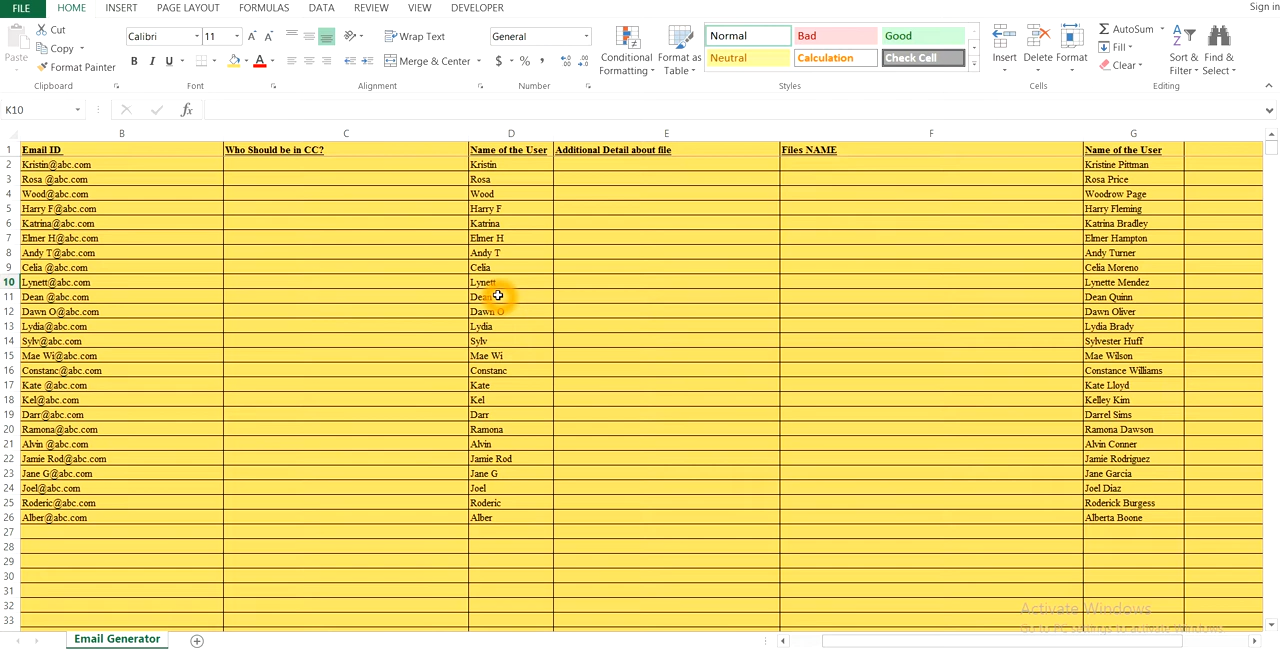 FILE HOME INSERT PAGE LAYOUT FORMULAS DATA REVIEW VIEW DEVELOPER Sign in
Paste
Cut
Copy
Format Painter
Clipboard
Calibri 11
B I U
Font
Wrap Text
Merge & Center
Alignment
General
$ % ,
Number
Conditional Formatting
Format as Table
Normal Bad Good
Neutral Calculation Check Cell
Styles
Insert Delete Format
Cells
AutoSum
Fill
Clear
Sort & Filter
Find & Select
Editing
K10 fx
B C D E F G
1 Email ID Who Should be in CC? Name of the User Additional Detail about file Files NAME Name of the User
2 Kristin@abc.com Kristin Kristine Pittman
3 Rosa @abc.com Rosa Rosa Price
4 Wood@abc.com Wood Woodrow Page
5 Harry F@abc.com Harry F Harry Fleming
6 Katrina@abc.com Katrina Katrina Bradley
7 Elmer H@abc.com Elmer H Elmer Hampton
8 Andy T@abc.com Andy T Andy Turner
9 Celia @abc.com Celia Celia Moreno
10 Lynett@abc.com Lynett Lynette Mendez
11 Dean @abc.com Dean Dean Quinn
12 Dawn O@abc.com Dawn O Dawn Oliver
13 Lydia@abc.com Lydia Lydia Brady
14 Sylv@abc.com Sylv Sylvester Huff
15 Mae Wi@abc.com Mae Wi Mae Wilson
16 Constanc@abc.com Constanc Constance Williams
17 Kate @abc.com Kate Kate Lloyd
18 Kel@abc.com Kel Kelley Kim
19 Darr@abc.com Darr Darrel Sims
20 Ramona@abc.com Ramona Ramona Dawson
21 Alvin @abc.com Alvin Alvin Conner
22 Jamie Rod@abc.com Jamie Rod Jamie Rodriguez
23 Jane G@abc.com Jane G Jane Garcia
24 Joel@abc.com Joel Joel Diaz
25 Roderic@abc.com Roderic Roderick Burgess
26 Alber@abc.com Alber Alberta Boone
27
28
29
30
31
32
33
Activate Windows
Go to PC settings to activate Windows.
Email Generator